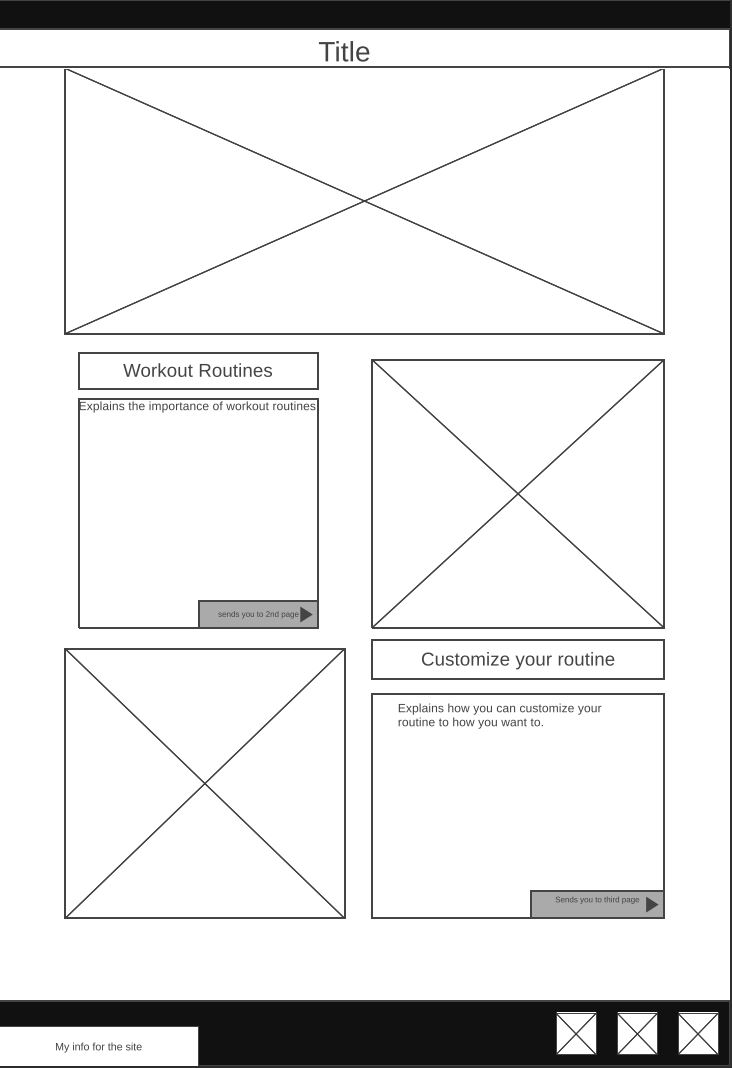 Title
Workout Routines
Explains the importance of workout routines
sends you to 2nd page
Customize your routine
Explains how you can customize your
routine to how you want to.
Sends you to third page
My info for the site